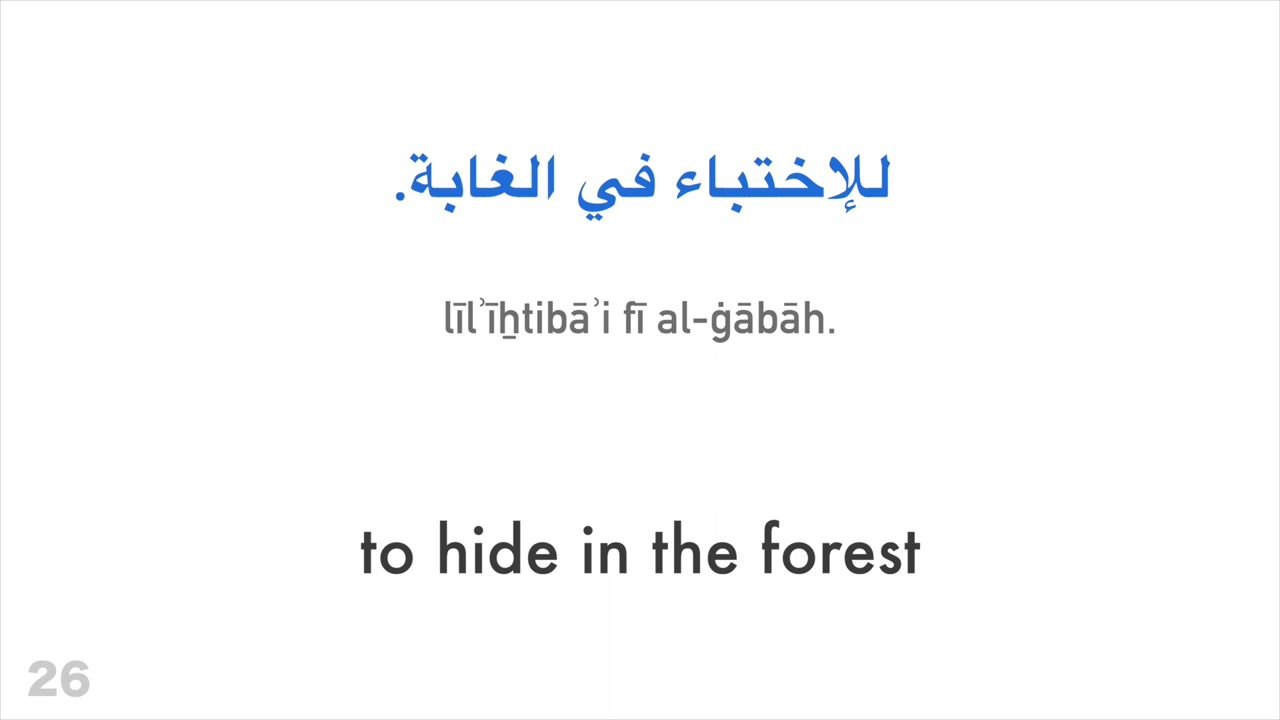 للإختباء في الغابة.
līlʾīẖtibāʾi fī al-ġābāh.
to hide in the forest
26